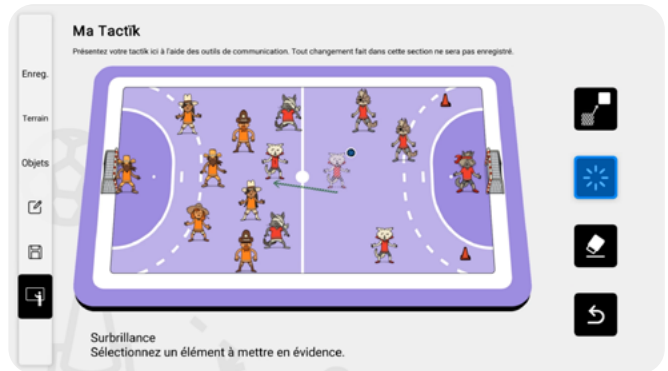 Ma Tactïk
Présentez votre tactik ici à l'aide des outils de communication. Tout changement fait dans cette section ne sera pas enregistré.
Enreg.
Terrain
Objets
Surbrillance
Sélectionnez un élément à mettre en évidence.